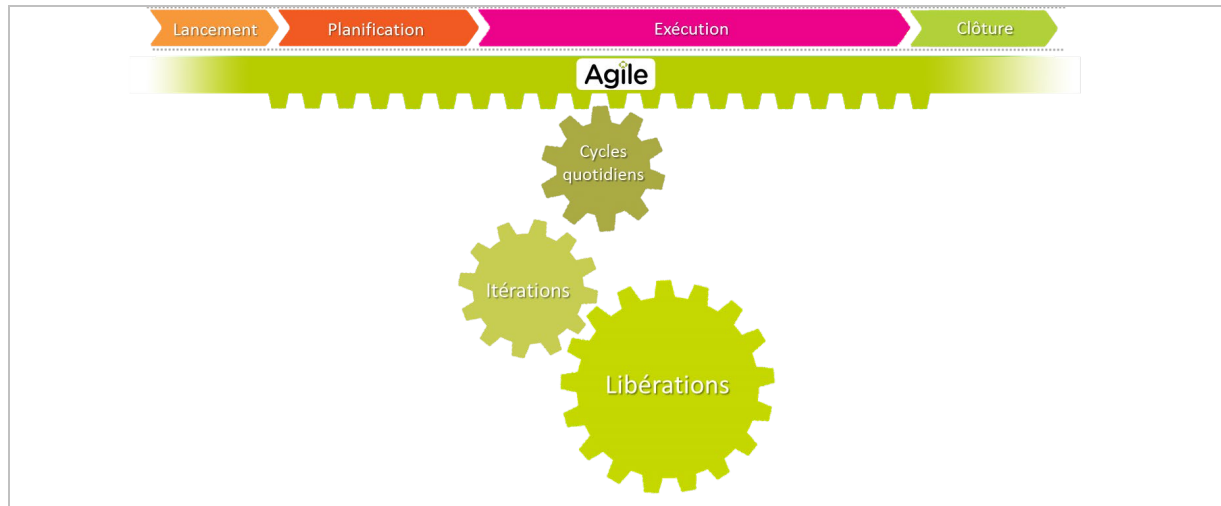 Lancement
Planification
Exécution
Clôture
Agile
Cycles
quotidiens
Itérations
Libérations